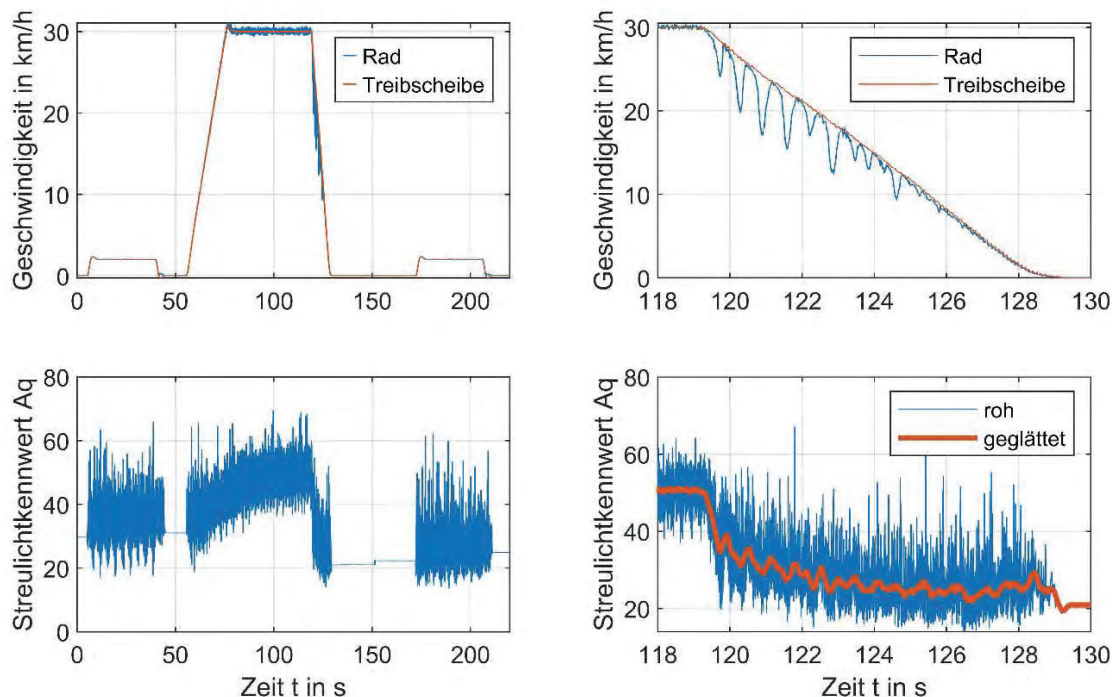 Geschwindigkeit in km/h
30
20
10
0
Rad
Treibscheibe
0 50 100 150 200
Geschwindigkeit in km/h
30
20
10
0
Rad
Treibscheibe
118 120 122 124 126 128 130
Streulichtkennwert Aq
80
60
40
20
0
0 50 100 150 200
Zeit t in s
Streulichtkennwert Aq
80
60
40
20
roh
geglättet
118 120 122 124 126 128 130
Zeit t in s